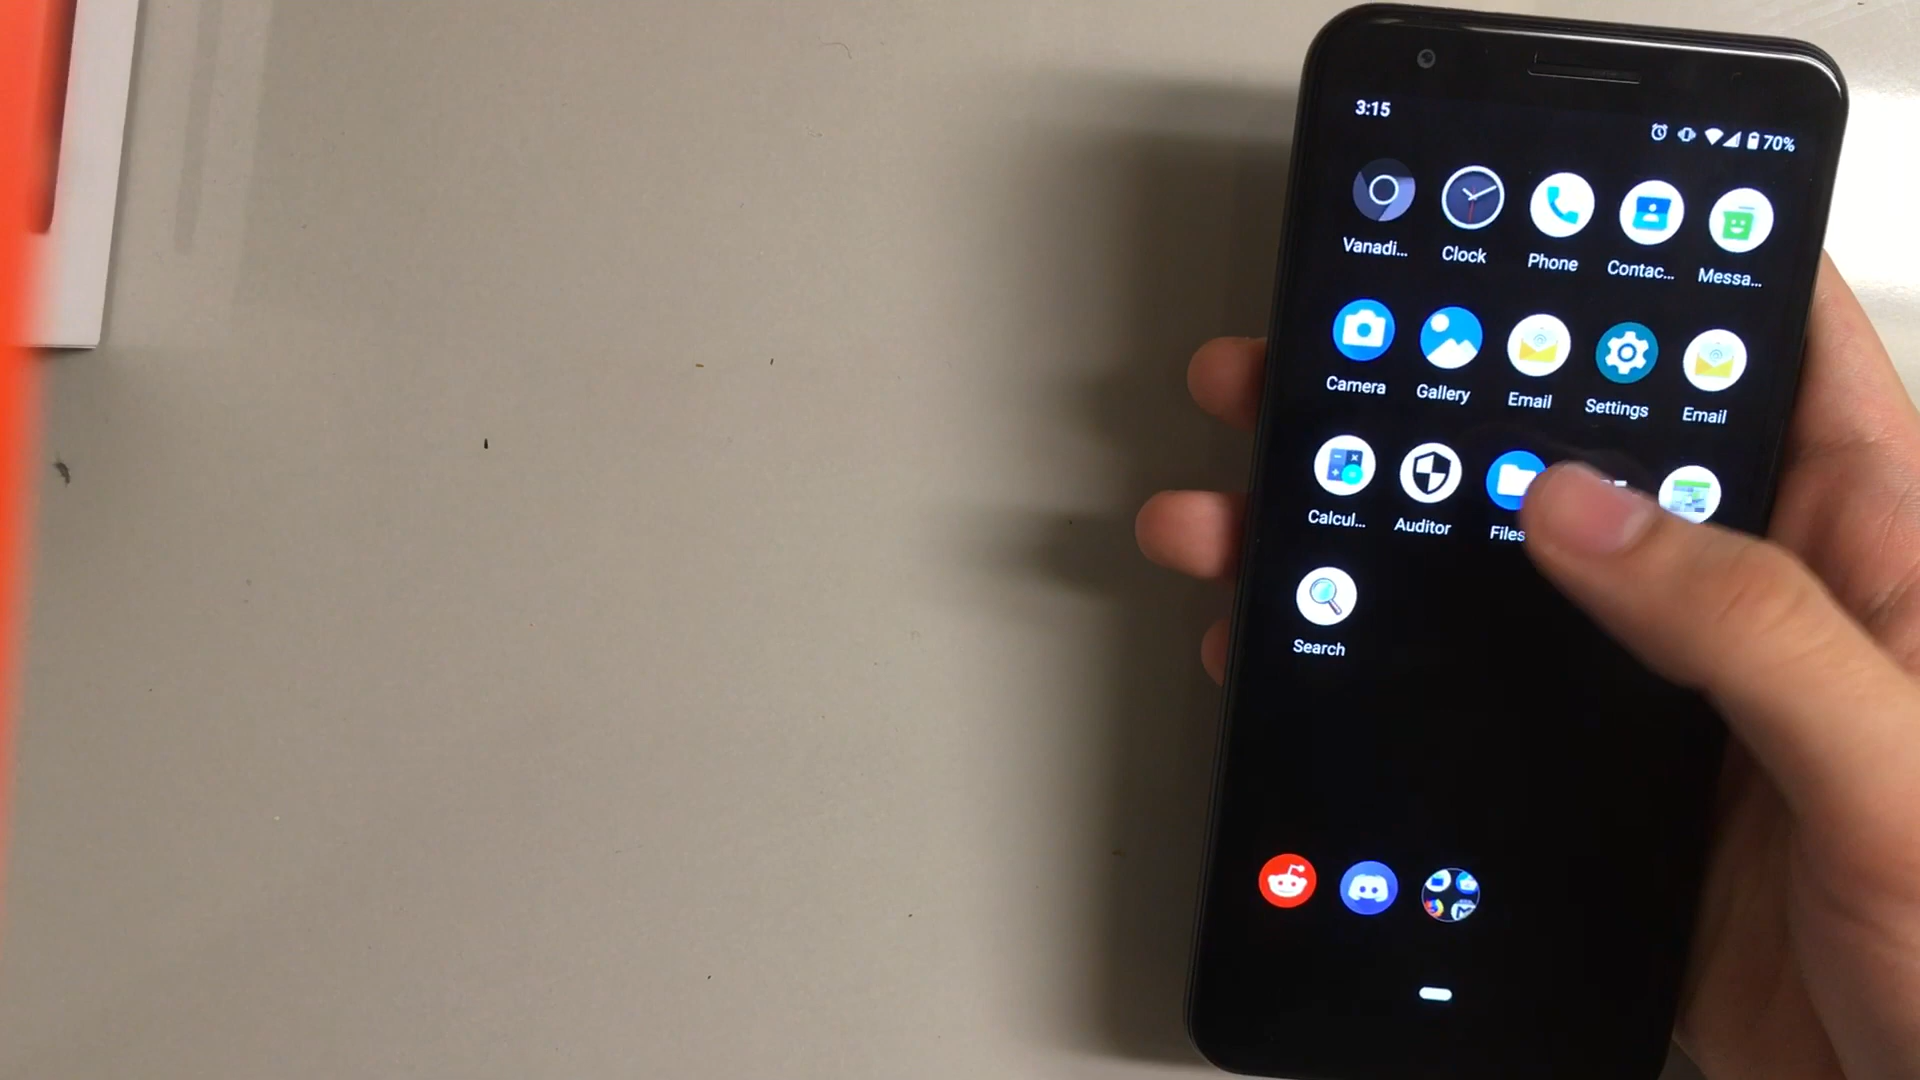 3:15
70%
Vanadi...
Clock
Phone
Contac...
Messa...
Camera
Gallery
Email
Settings
Email
Calcul...
Auditor
Files
Search